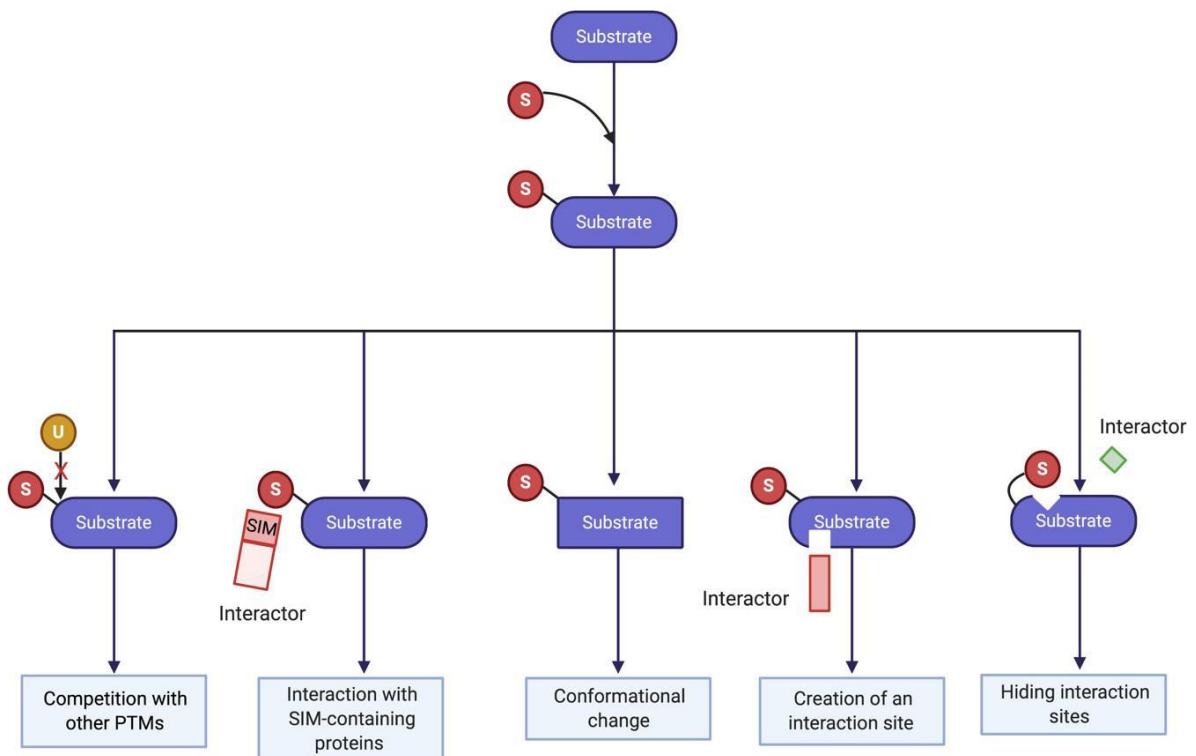 Substrate
S
S
Substrate
U
S
Substrate
S
SIM
Substrate
Interactor
S
Substrate
S
Substrate
Interactor
Interactor
S
Substrate
X
Competition with
other PTMs
Interaction with
SIM-containing
proteins
Conformational
change
Creation of an
interaction site
Hiding interaction
sites